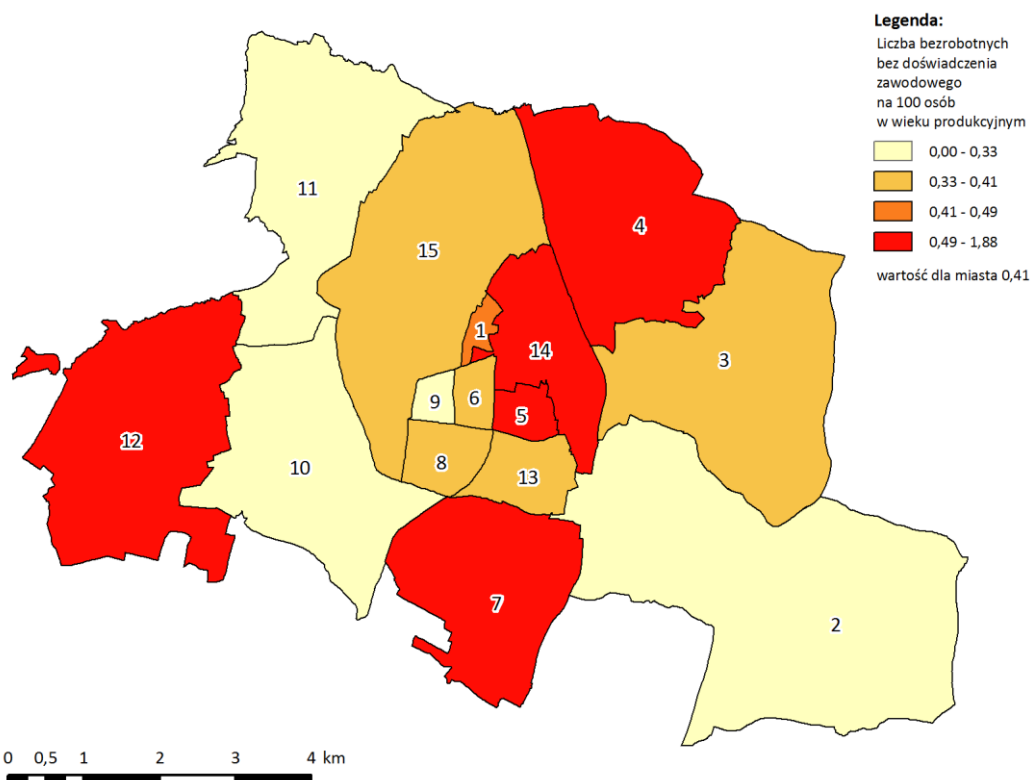 Legenda:
Liczba bezrobotnych
bez doświadczenia
zawodowego
na 100 osób
w wieku produkcyjnym
0,00 - 0,33
0,33 - 0,41
0,41 - 0,49
0,49 - 1,88
wartość dla miasta 0,41
11
4
15
1
14
3
9
6
5
12
10
8
13
7
2
0 0,5 1 2 3 4 km